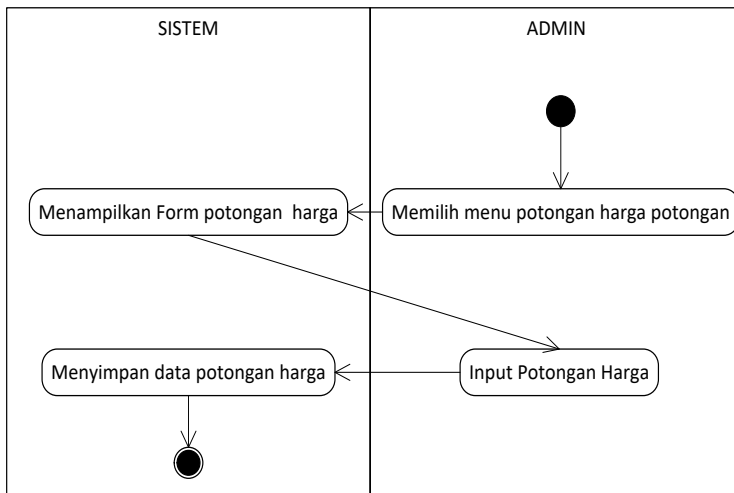 SISTEM
ADMIN
Menampilkan Form potongan  harga
Memilih menu potongan harga potongan
Menyimpan data potongan harga
Input Potongan Harga